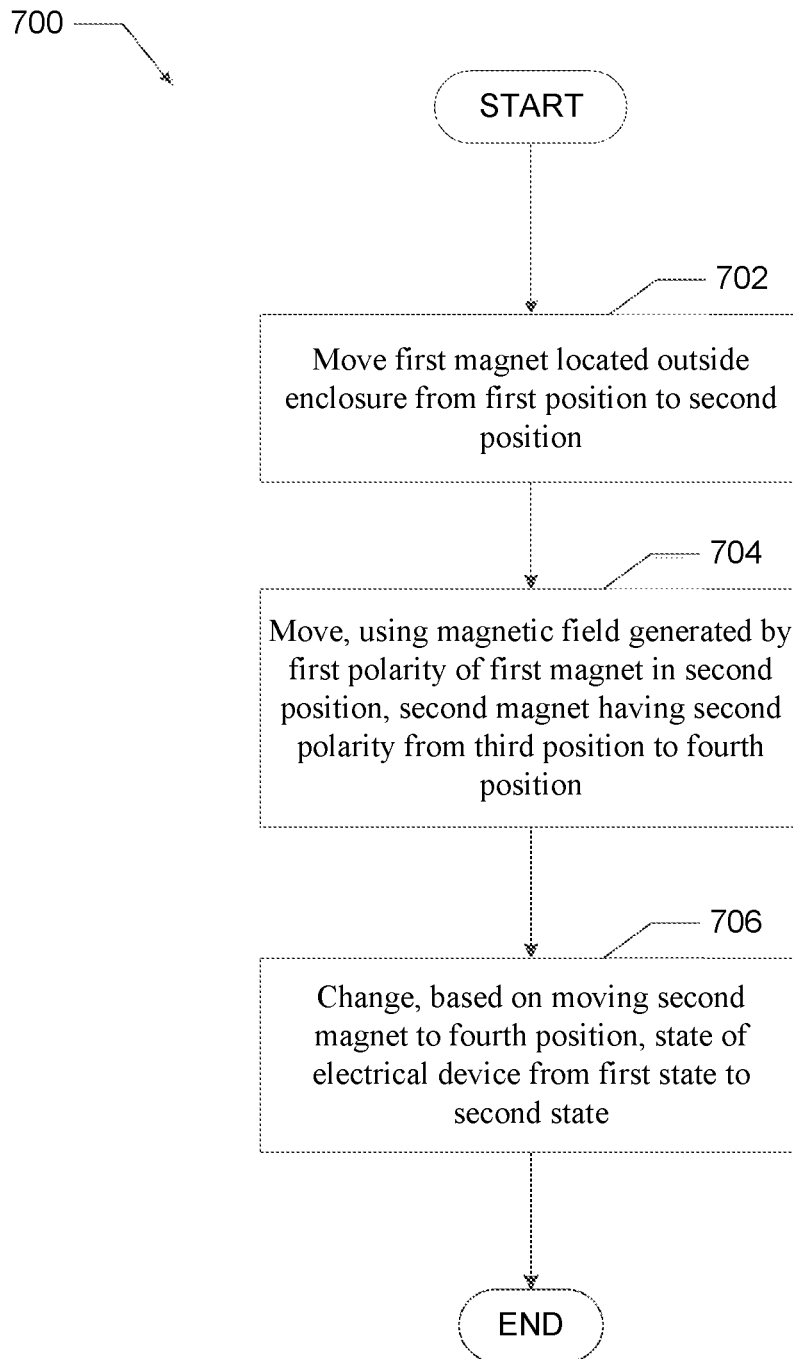 700
START
702
Move first magnet located outside
enclosure from first position to second
position
704
Move, using magnetic field generated by
first polarity of first magnet in second
position, second magnet having second
polarity from third position to fourth
position
706
Change, based on moving second
magnet to fourth position, state of
electrical device from first state to
second state
END